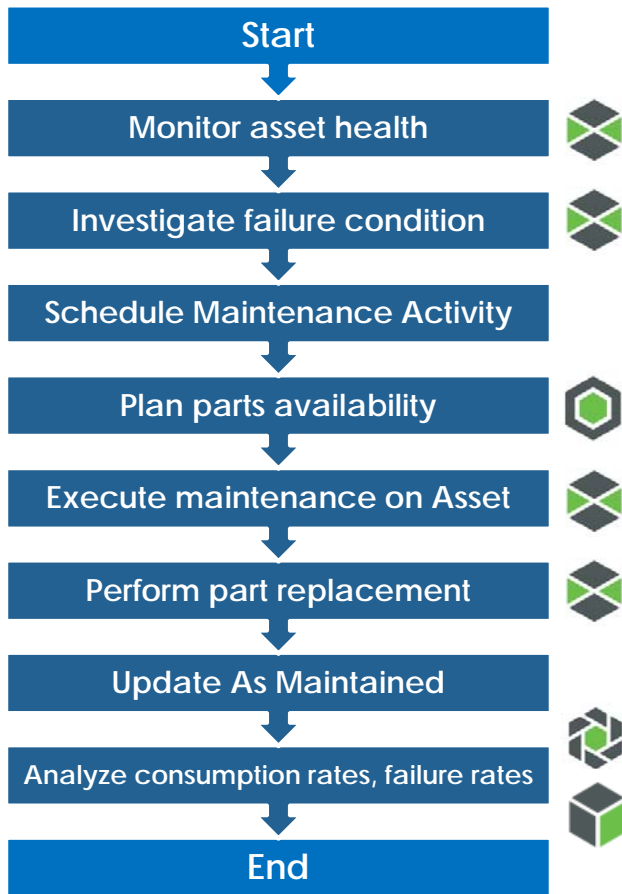 Start
Monitor asset health
Investigate failure condition
Schedule Maintenance Activity
Plan parts availability
Execute maintenance on Asset
Perform part replacement
Update As Maintained
Analyze consumption rates, failure rates
End